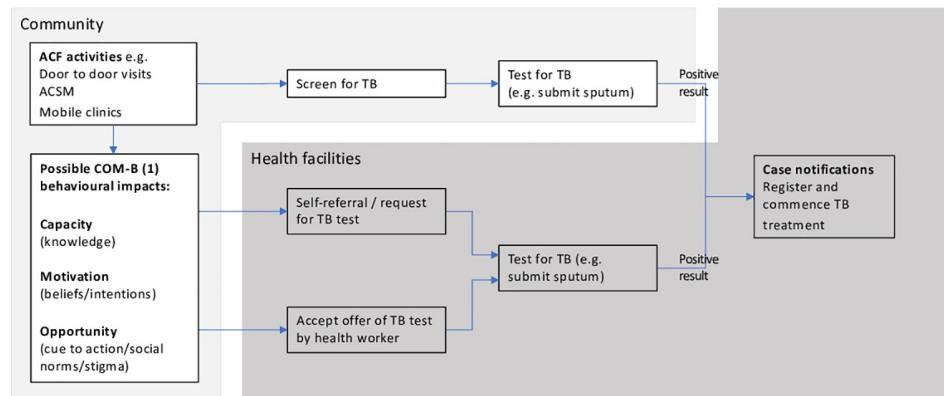 Community
ACF activities e.g.
Door to door visits
ACSM
Mobile clinics
Screen for TB
Test for TB
(e.g. submit sputum)
Positive
result
Possible COM-B (1)
behavioural impacts:
Capacity
(knowledge)
Motivation
(beliefs/intentions)
Opportunity
(cue to action/social
norms/stigma)
Health facilities
Self-referral / request
for TB test
Accept offer of TB test
by health worker
Test for TB (e.g.
submit sputum)
Positive
result
Case notifications
Register and
commence TB
treatment